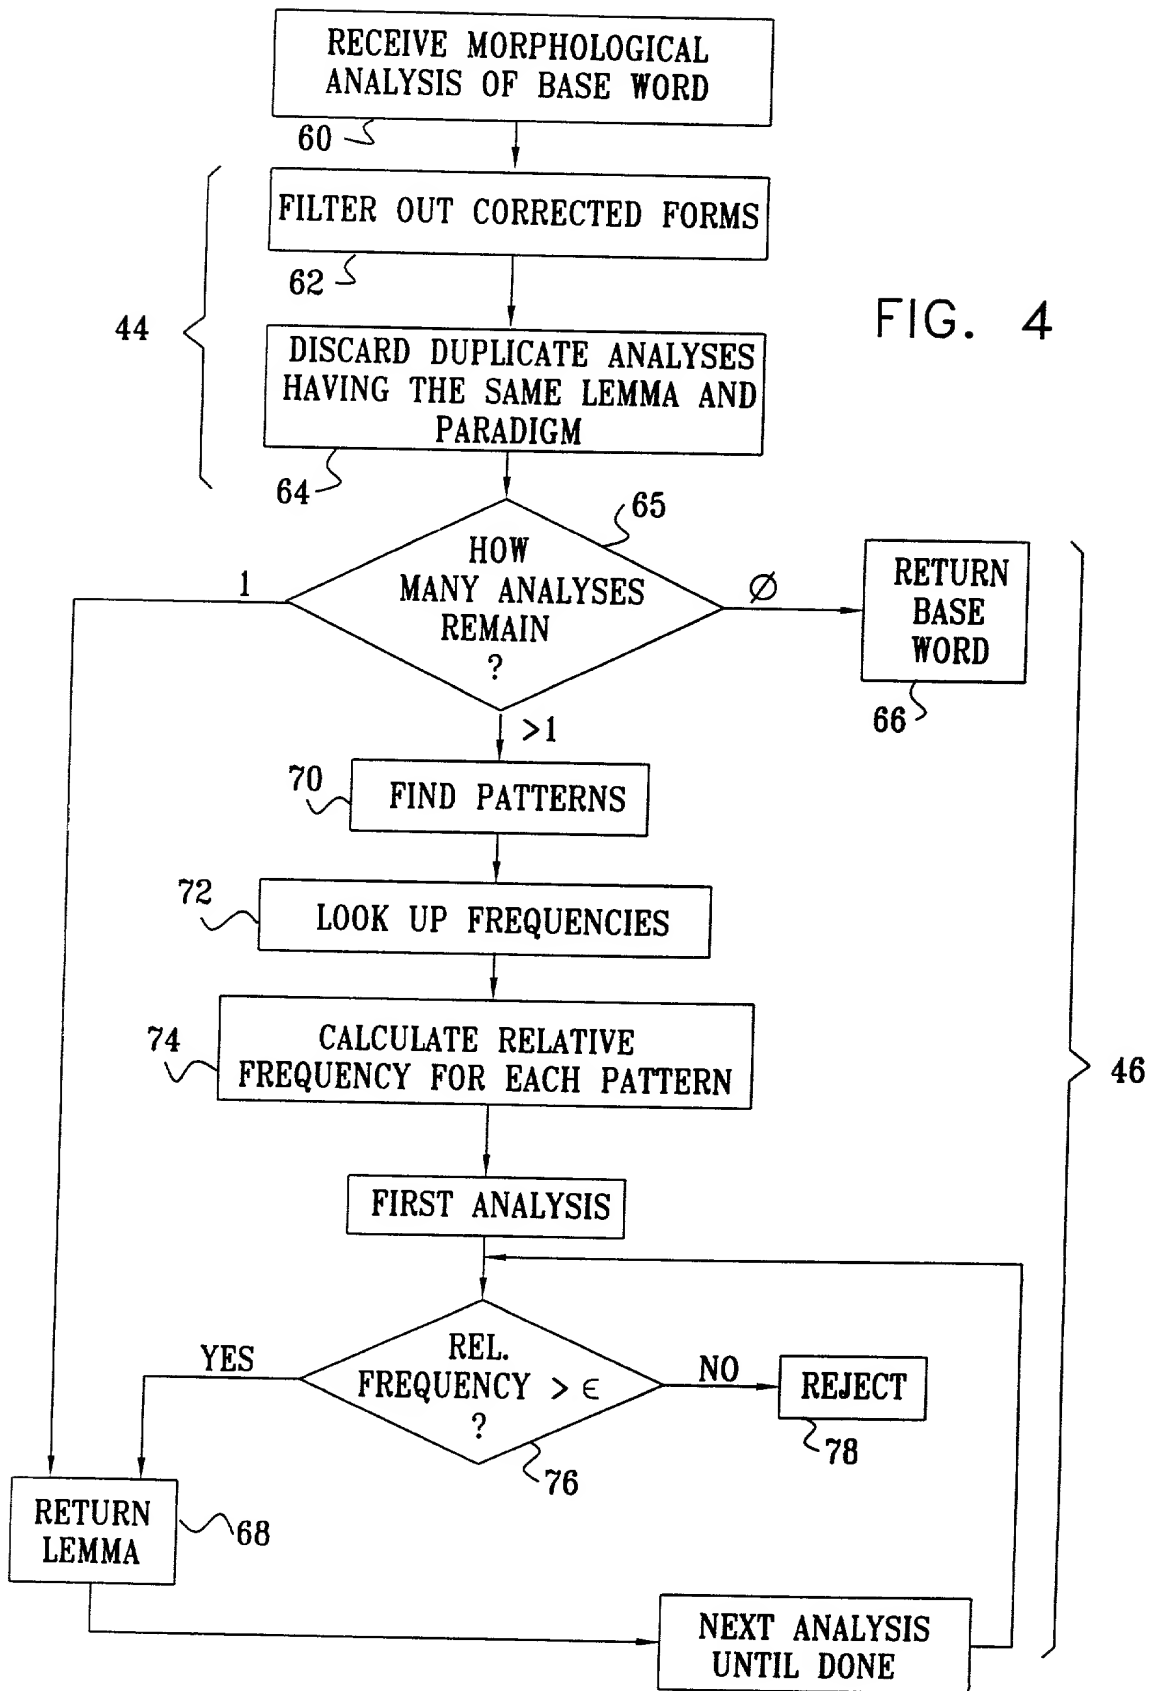 RECEIVE MORPHOLOGICAL
ANALYSIS OF BASE WORD
60
FILTER OUT CORRECTED FORMS
62
44
FIG. 4
DISCARD DUPLICATE ANALYSES
HAVING THE SAME LEMMA AND
PARADIGM
64
65
HOW
MANY ANALYSES
REMAIN
?
1
Ø
RETURN
BASE
WORD
66
>1
70
FIND PATTERNS
72
LOOK UP FREQUENCIES
74
CALCULATE RELATIVE
FREQUENCY FOR EACH PATTERN
46
FIRST ANALYSIS
REL.
FREQUENCY > ϵ
?
YES
NO
REJECT
78
76
RETURN
LEMMA
68
NEXT ANALYSIS
UNTIL DONE